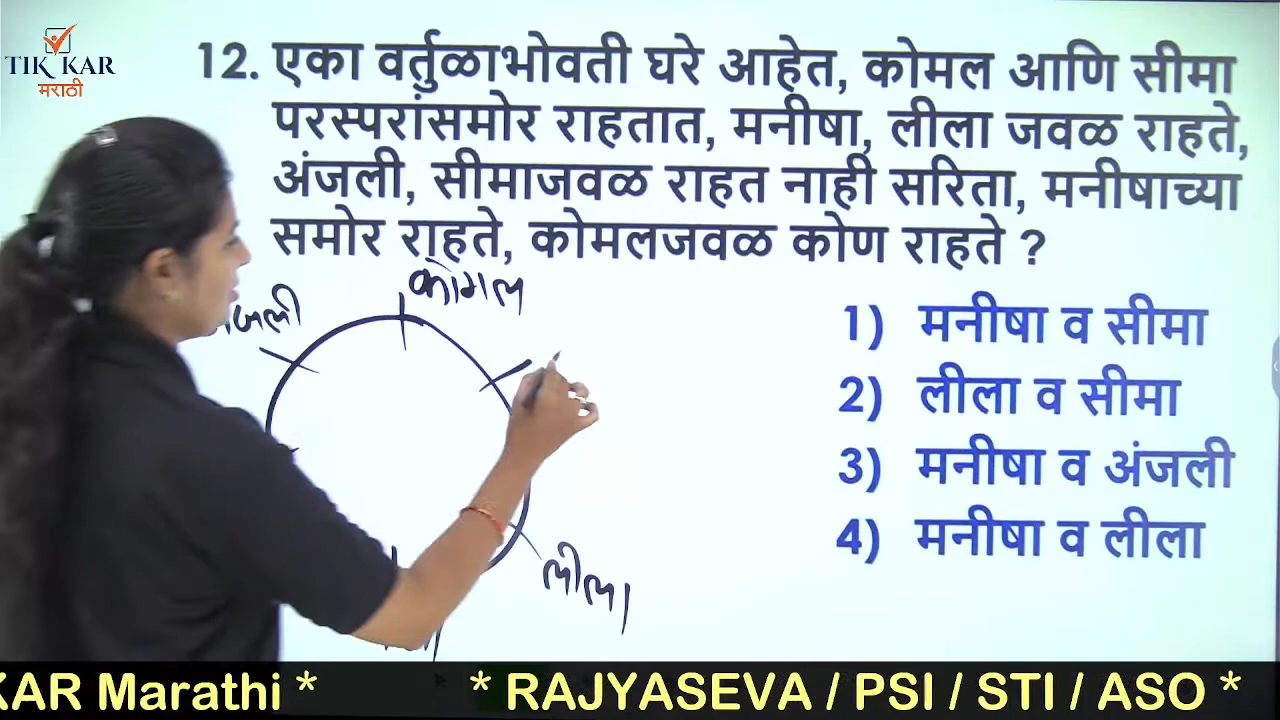 TIK KAR
मराठी
12. एका वर्तुळाभोवती घरे आहेत, कोमल आणि सीमा
परस्परांसमोर राहतात, मनीषा, लीला जवळ राहते,
अंजली, सीमाजवळ राहत नाही सरिता, मनीषाच्या
समोर राहते, कोमलजवळ कोण राहते ?
कोमल
1) मनीषा व सीमा
2) लीला व सीमा
3) मनीषा व अंजली
4) मनीषा व लीला
लीला
KAR Marathi * * RAJYASEVA / PSI / STI / ASO *